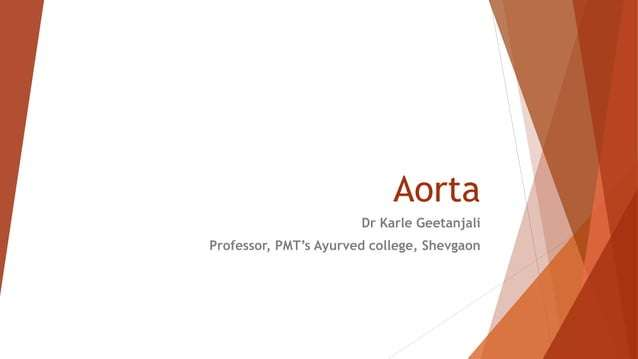 Aorta
Dr Karle Geetanjali
Professor, PMT’s Ayurved college, Shevgaon